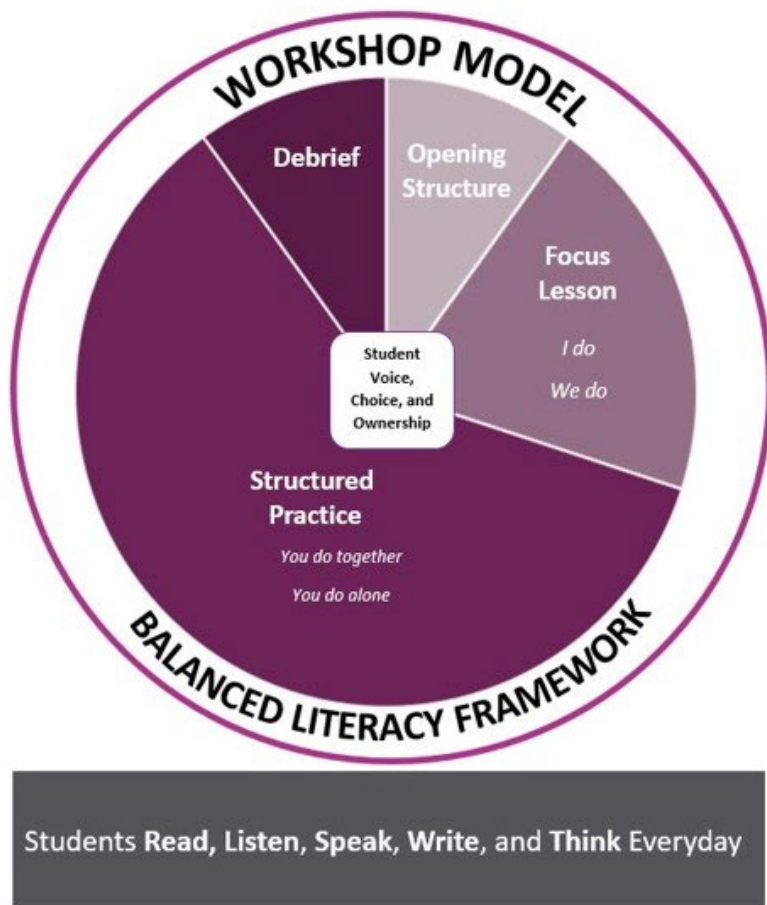 WORKSHOP MODEL
Debrief
Opening
Structure
Focus
Lesson
I do
We do
Student
Voice,
Choice, and
Ownership
Structured
Practice
You do together
You do alone
BALANCED LITERACY FRAMEWORK
Students Read, Listen, Speak, Write, and Think Everyday